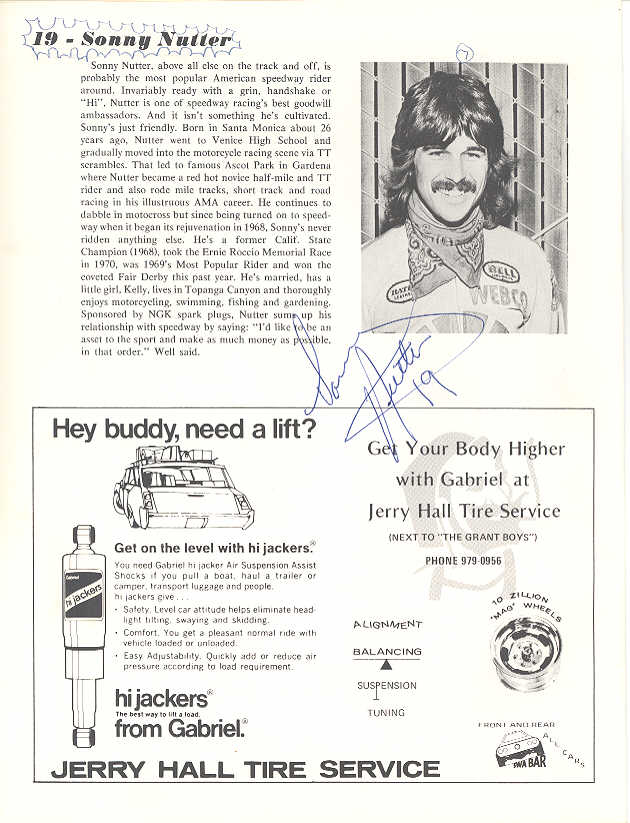 19 - Sonny Nutter
Sonny Nutter, above all else on the track and off, is
probably the most popular American speedway rider
around. Invariably ready with a grin, handshake or
"Hi", Nutter is one of speedway racing's best goodwill
ambassadors. And it isn't something he's cultivated.
Sonny's just friendly. Born in Santa Monica about 26
years ago, Nutter went to Venice High School and
gradually moved into the motorcycle racing scene via TT
scrambles. That led to famous Ascot Park in Gardena
where Nutter became a red hot novice half-mile and TT
rider and also rode mile tracks, short track and road
racing in his illustruous AMA career. He continues to
dabble in motocross but since being turned on to speed-
way when it began its rejuvenation in 1968, Sonny's never
ridden anything else. He's a former Calif. State
Champion (1968), took the Ernie Roccio Memorial Race
in 1970, was 1969's Most Popular Rider and won the
coveted Fair Derby this past year. He's married, has a
little girl, Kelly, lives in Topanga Canyon and thoroughly
enjoys motorcycling, swimming, fishing and gardening.
Sponsored by NGK spark plugs, Nutter sums up his
relationship with speedway by saying: "I'd like to be an
asset to the sport and make as much money as possible,
in that order." Well said.
BELL
BATES
WEBCO
Sonny
Nutter
19
Hey buddy, need a lift?
Get on the level with hi jackers.®
You need Gabriel hi jacker Air Suspension Assist
Shocks if you pull a boat, haul a trailer or
camper, transport luggage and people.
hi jackers give . . .
· Safety. Level car attitude helps eliminate head-
light tilting, swaying and skidding.
· Comfort. You get a pleasant normal ride with
vehicle loaded or unloaded.
· Easy Adjustability. Quickly add or reduce air
pressure according to load requirement.
Gabriel
hi jackers
hi jackers®
The best way to lift a load.
from Gabriel.®
Get Your Body Higher
with Gabriel at
Jerry Hall Tire Service
(NEXT TO "THE GRANT BOYS")
PHONE 979-0956
ALIGNMENT
BALANCING
SUSPENSION
TUNING
10 ZILLION
"MAG" WHEELS
FRONT AND REAR
ALL CARS
BAR
JERRY HALL TIRE SERVICE